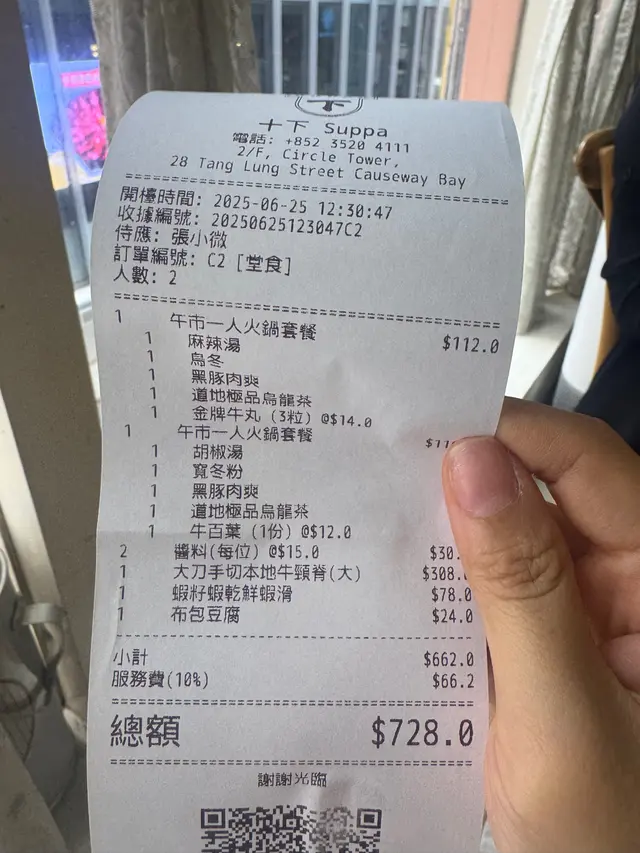 十下 Suppa
電話: +852 3520 4111
2/F, Circle Tower,
28 Tang Lung Street Causeway Bay
開檯時間: 2025-06-25 12:30:47
收據編號: 20250625123047C2
侍應: 張小微
訂單編號: C2 [堂食]
人數: 2
1 午市一人火鍋套餐 $112.0
1 麻辣湯
1 烏冬
1 黑豚肉爽
1 道地極品烏龍茶
1 金牌牛丸 (3粒) @$14.0
1 午市一人火鍋套餐
1 胡椒湯
1 寬冬粉
1 黑豚肉爽
1 道地極品烏龍茶
1 牛百葉 (1份) @$12.0
2 醬料(每位) @$15.0 $30.
1 大刀手切本地牛頸脊(大) $308.
1 蝦籽蝦乾鮮蝦滑 $78.0
1 布包豆腐 $24.0
小計 $662.0
服務費(10%) $66.2
總額 $728.0
謝謝光臨